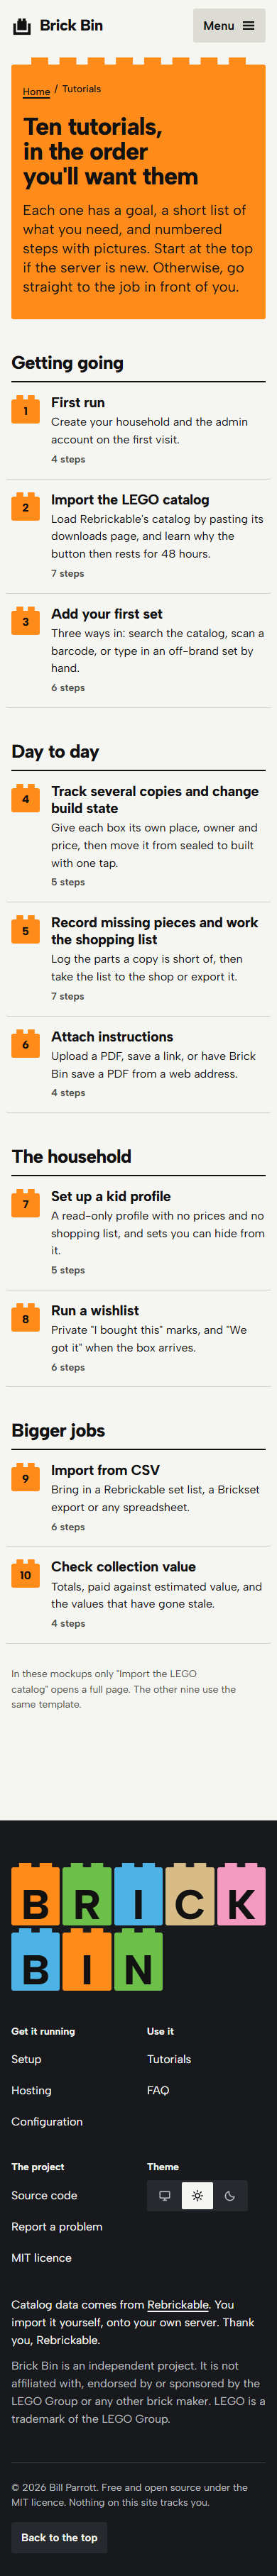 Brick Bin
Menu
Home / Tutorials
Ten tutorials,
in the order
you'll want them
Each one has a goal, a short list of
what you need, and numbered
steps with pictures. Start at the top
if the server is new. Otherwise, go
straight to the job in front of you.
Getting going
1
First run
Create your household and the admin
account on the first visit.
4 steps
2
Import the LEGO catalog
Load Rebrickable's catalog by pasting its
downloads page, and learn why the
button then rests for 48 hours.
7 steps
3
Add your first set
Three ways in: search the catalog, scan a
barcode, or type in an off-brand set by
hand.
6 steps
Day to day
4
Track several copies and change
build state
Give each box its own place, owner and
price, then move it from sealed to built
with one tap.
5 steps
5
Record missing pieces and work
the shopping list
Log the parts a copy is short of, then
take the list to the shop or export it.
7 steps
6
Attach instructions
Upload a PDF, save a link, or have Brick
Bin save a PDF from a web address.
4 steps
The household
7
Set up a kid profile
A read-only profile with no prices and no
shopping list, and sets you can hide from
it.
5 steps
8
Run a wishlist
Private "I bought this" marks, and "We
got it" when the box arrives.
6 steps
Bigger jobs
9
Import from CSV
Bring in a Rebrickable set list, a Brickset
export or any spreadsheet.
6 steps
10
Check collection value
Totals, paid against estimated value, and
the values that have gone stale.
4 steps
In these mockups only "Import the LEGO
catalog" opens a full page. The other nine use the
same template.
BRICK
BIN
Get it running
Setup
Hosting
Configuration
Use it
Tutorials
FAQ
The project
Source code
Report a problem
MIT licence
Theme
Catalog data comes from Rebrickable. You
import it yourself, onto your own server. Thank
you, Rebrickable.
Brick Bin is an independent project. It is not
affiliated with, endorsed by or sponsored by the
LEGO Group or any other brick maker. LEGO is a
trademark of the LEGO Group.
© 2026 Bill Parrott. Free and open source under the
MIT licence. Nothing on this site tracks you.
Back to the top